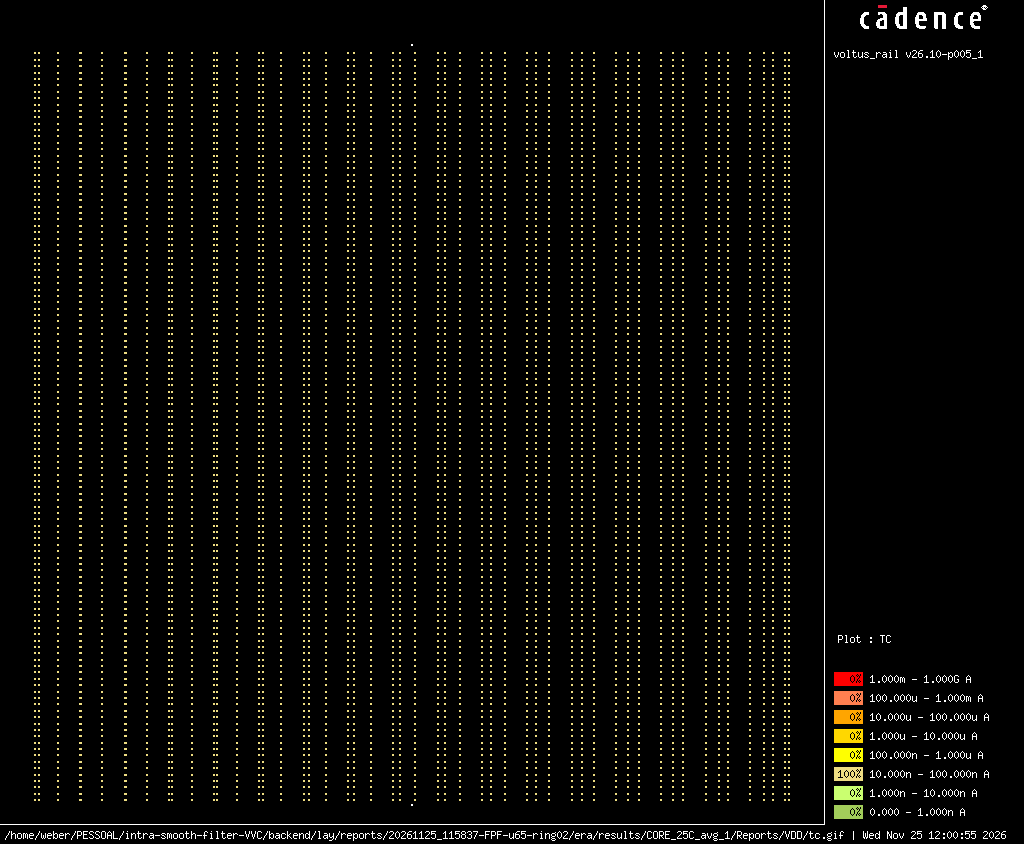 cādence®
voltus_rail v26.10-p005_1
Plot : TC
0% 1.000m - 1.000G A
0% 100.000u - 1.000m A
0% 10.000u - 100.000u A
0% 1.000u - 10.000u A
0% 100.000n - 1.000u A
100% 10.000n - 100.000n A
0% 1.000n - 10.000n A
0% 0.000 - 1.000n A
/home/weber/PESSOAL/intra-smooth-filter-VVC/backend/lay/reports/20261125_115837-FPF-u65-ring02/era/results/CORE_25C_avg_1/Reports/VDD/tc.gif | Wed Nov 25 12:00:55 2026